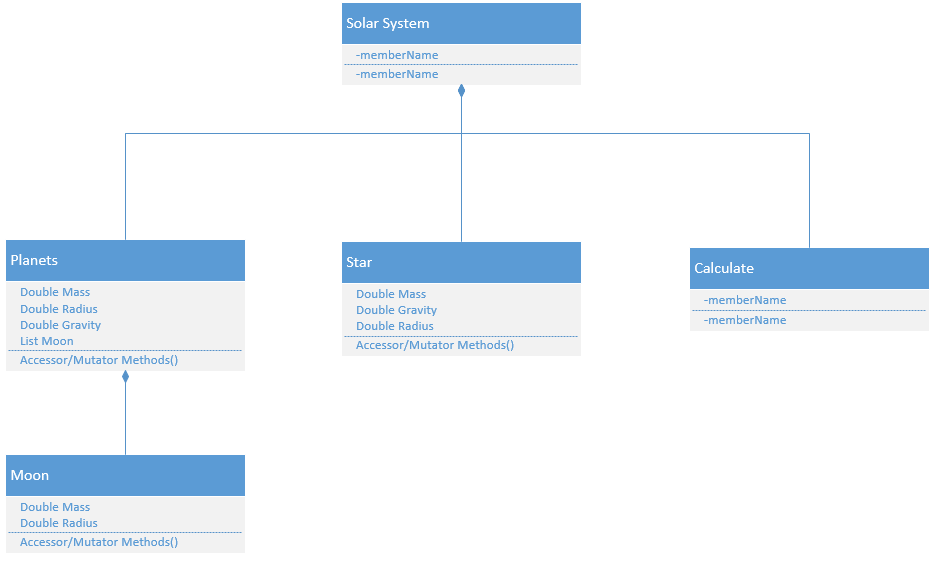 Solar System
-memberName
-memberName
Planets
Double Mass
Double Radius
Double Gravity
List Moon
Accessor/Mutator Methods()
Star
Double Mass
Double Gravity
Double Radius
Accessor/Mutator Methods()
Calculate
-memberName
-memberName
Moon
Double Mass
Double Radius
Accessor/Mutator Methods()